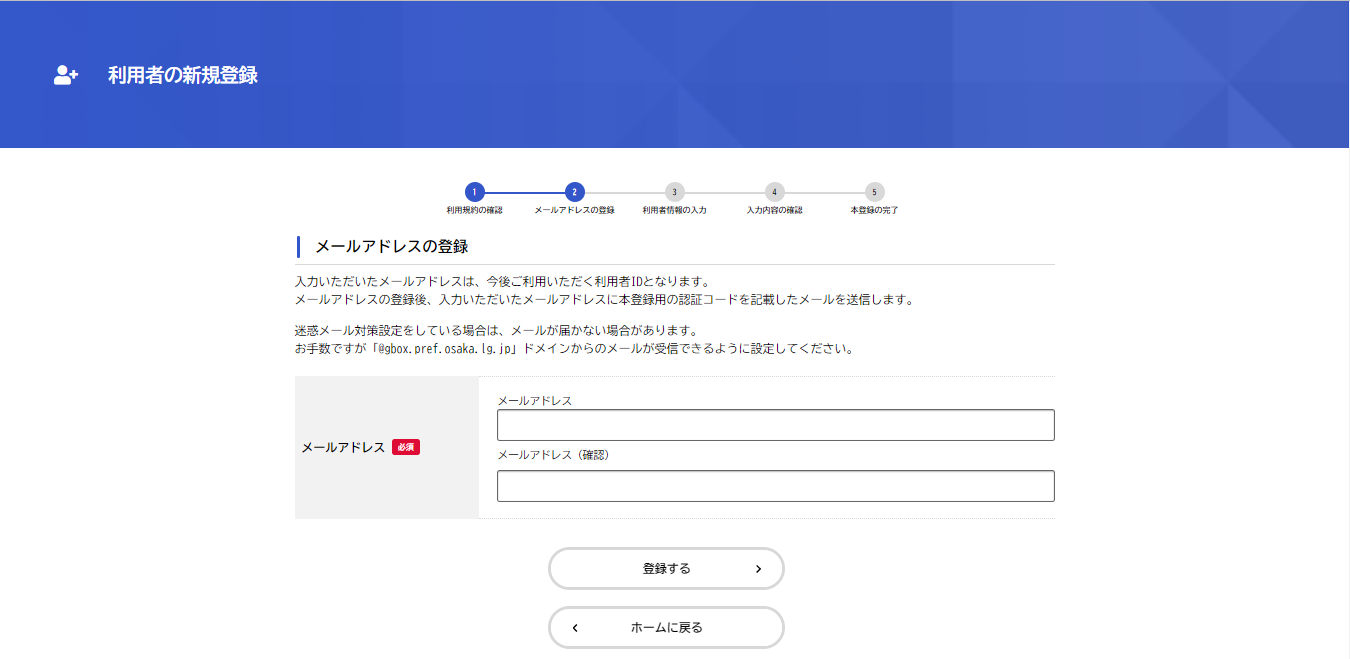 利用者の新規登録
1 2 3 4 5
利用規約の確認 メールアドレスの登録 利用者情報の入力 入力内容の確認 本登録の完了
メールアドレスの登録
入力いただいたメールアドレスは、今後ご利用いただく利用者IDとなります。
メールアドレスの登録後、入力いただいたメールアドレスに本登録用の認証コードを記載したメールを送信します。
迷惑メール対策設定をしている場合は、メールが届かない場合があります。
お手数ですが「@gbox.pref.osaka.lg.jp」ドメインからのメールが受信できるように設定してください。
メールアドレス 必須
メールアドレス
メールアドレス（確認）
登録する
ホームに戻る